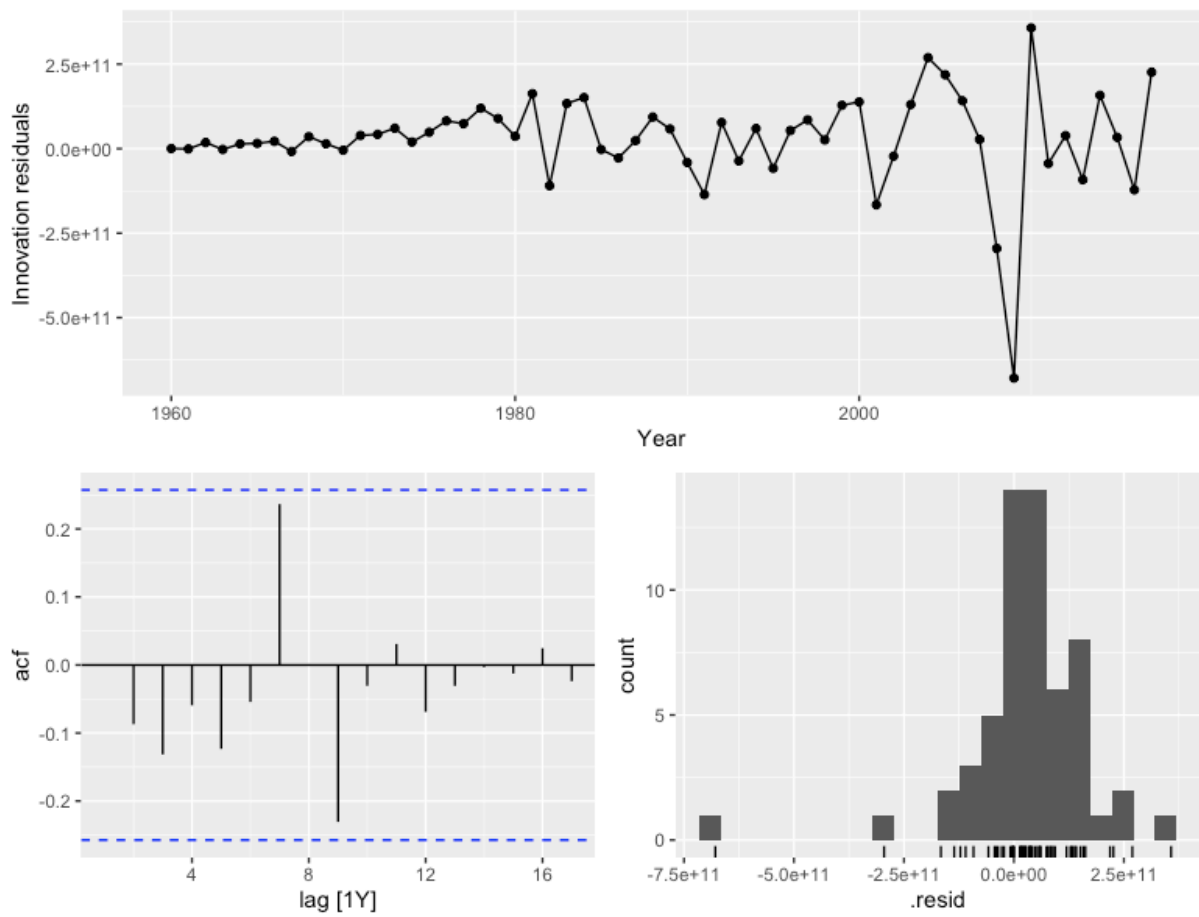 Innovation residuals
2.5e+11
0.0e+00
-2.5e+11
-5.0e+11
1960
1980
2000
Year
acf
0.2
0.1
0.0
-0.1
-0.2
4
8
12
16
lag [1Y]
count
10
5
0
-7.5e+11
-5.0e+11
-2.5e+11
0.0e+00
2.5e+11
.resid